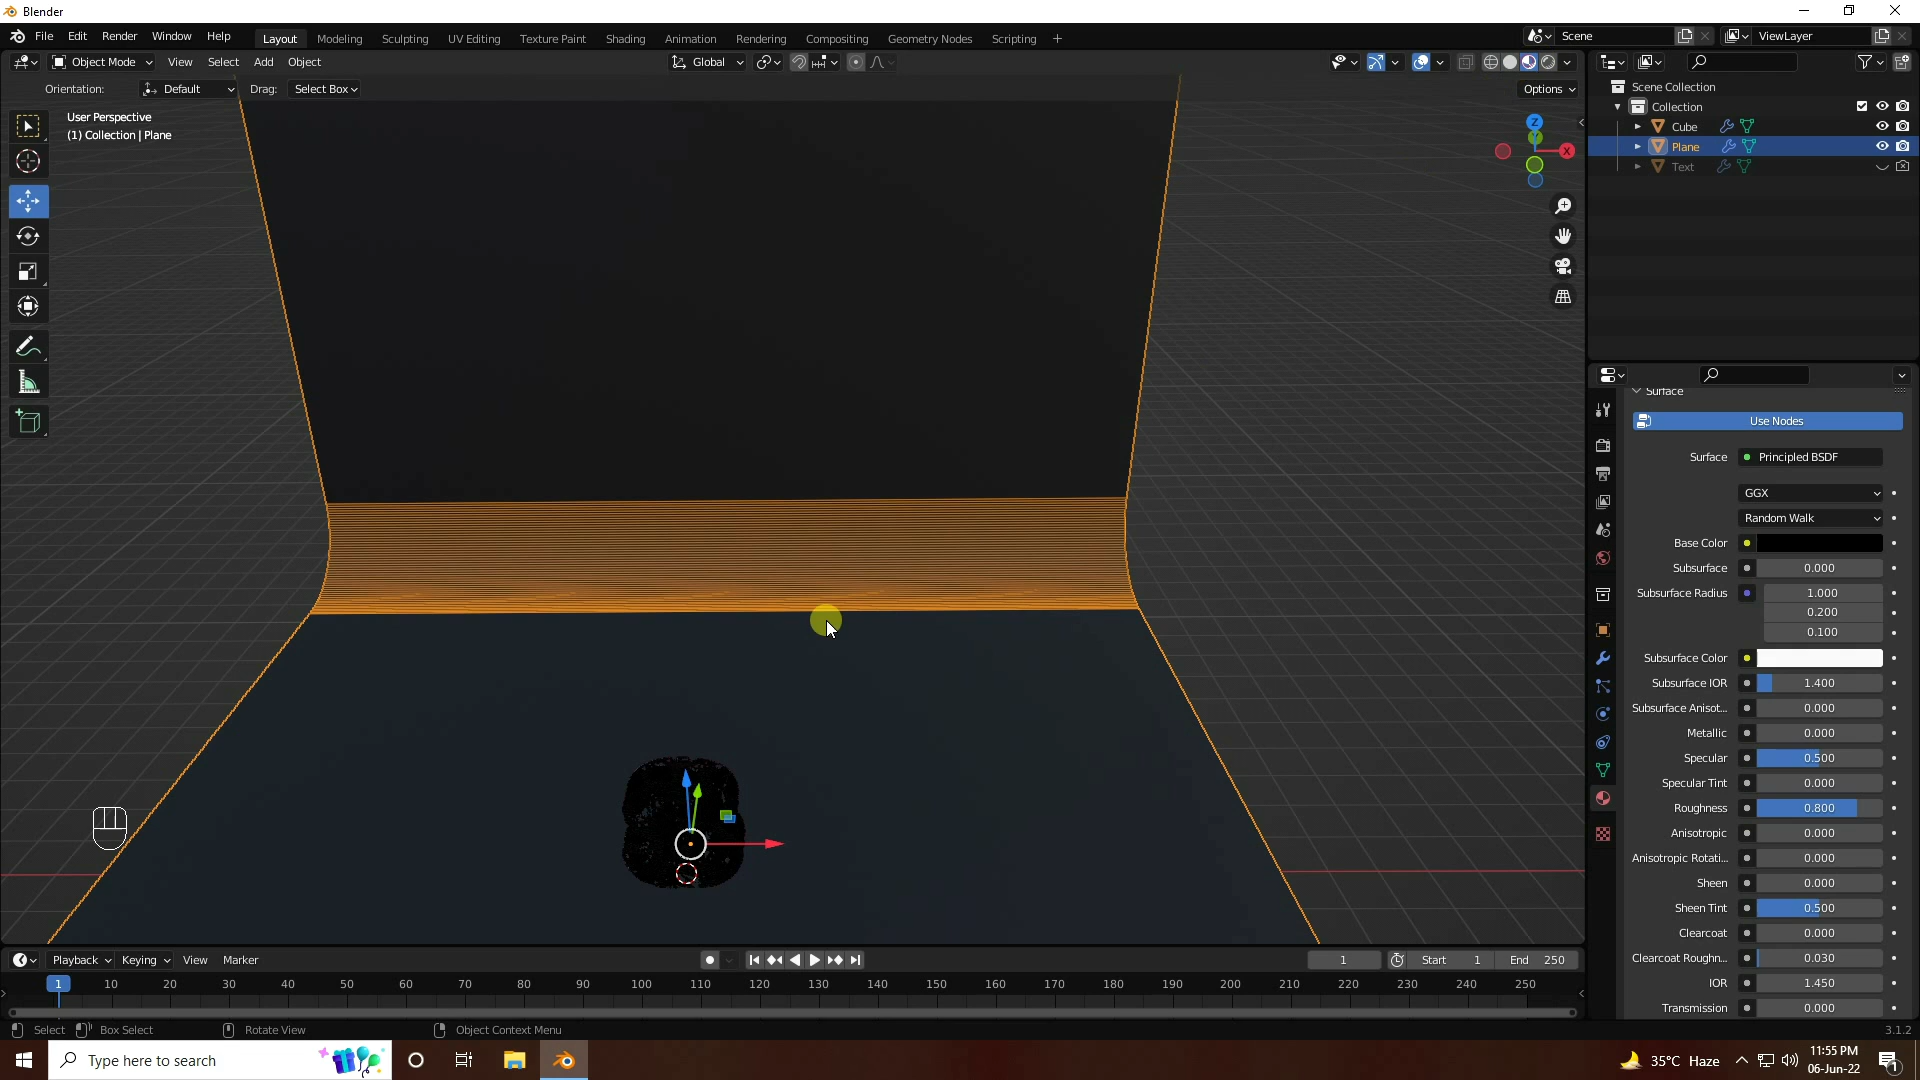 Blender
File Edit Render Window Help
Layout Modeling Sculpting UV Editing Texture Paint Shading Animation Rendering Compositing Geometry Nodes Scripting +
Scene
ViewLayer
Object Mode View Select Add Object
Global
Orientation: Default Drag: Select Box
Options
User Perspective
(1) Collection | Plane
Z
Y
X
Scene Collection
Collection
Cube
Plane
Text
Surface
Use Nodes
Surface Principled BSDF
GGX
Random Walk
Base Color
Subsurface 0.000
Subsurface Radius 1.000
0.200
0.100
Subsurface Color
Subsurface IOR 1.400
Subsurface Anisot... 0.000
Metallic 0.000
Specular 0.500
Specular Tint 0.000
Roughness 0.800
Anisotropic 0.000
Anisotropic Rotati... 0.000
Sheen 0.000
Sheen Tint 0.500
Clearcoat 0.000
Clearcoat Roughn... 0.030
IOR 1.450
Transmission 0.000
Playback Keying View Marker
1 Start 1 End 250
1 10 20 30 40 50 60 70 80 90 100 110 120 130 140 150 160 170 180 190 200 210 220 230 240 250
Select Box Select Rotate View Object Context Menu
3.1.2
Type here to search
35°C Haze
11:55 PM
06-Jun-22
1